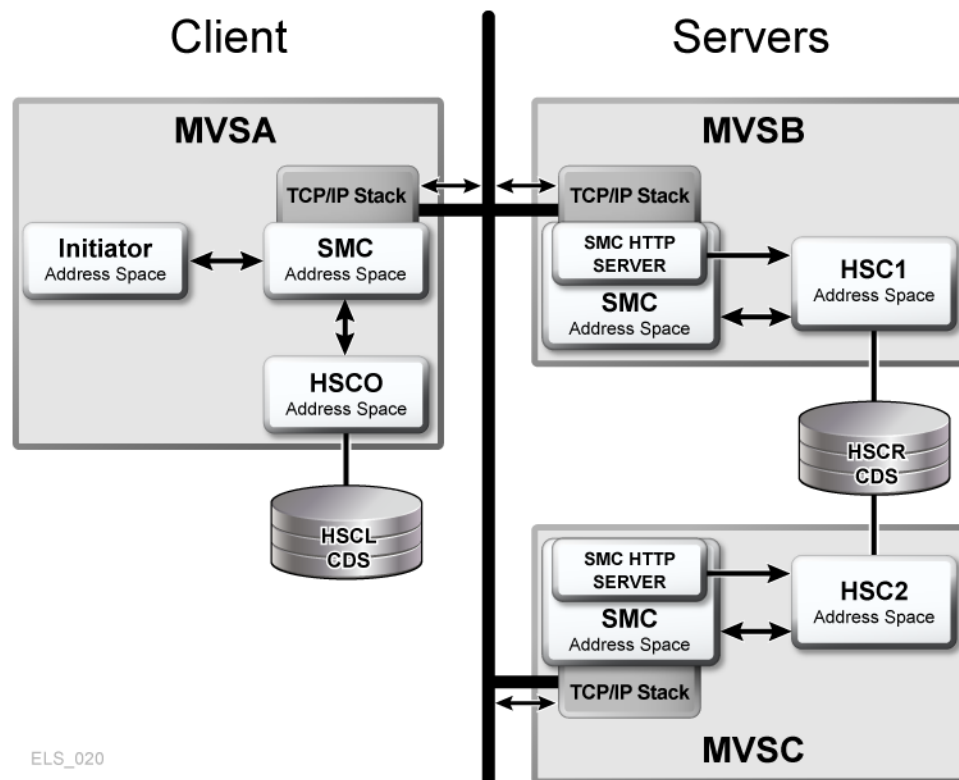 Client
Servers
MVSA
TCP/IP Stack
Initiator
Address Space
SMC
Address Space
HSCO
Address Space
HSCL
CDS
MVSB
TCP/IP Stack
SMC HTTP
SERVER
SMC
Address Space
HSC1
Address Space
HSCR
CDS
SMC HTTP
SERVER
SMC
Address Space
HSC2
Address Space
TCP/IP Stack
MVSC
ELS_020